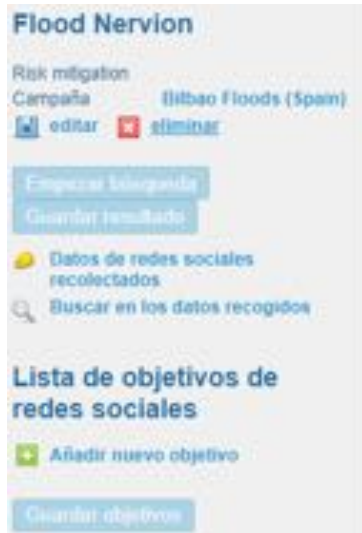 Flood Nervion
Risk mitigation
Campaña Bilbao Floods (Spain)
editar eliminar
Empezar búsqueda
Guardar resultado
Datos de redes sociales
recolectados
Buscar en los datos recogidos
Lista de objetivos de
redes sociales
Añadir nuevo objetivo
Guardar objetivos